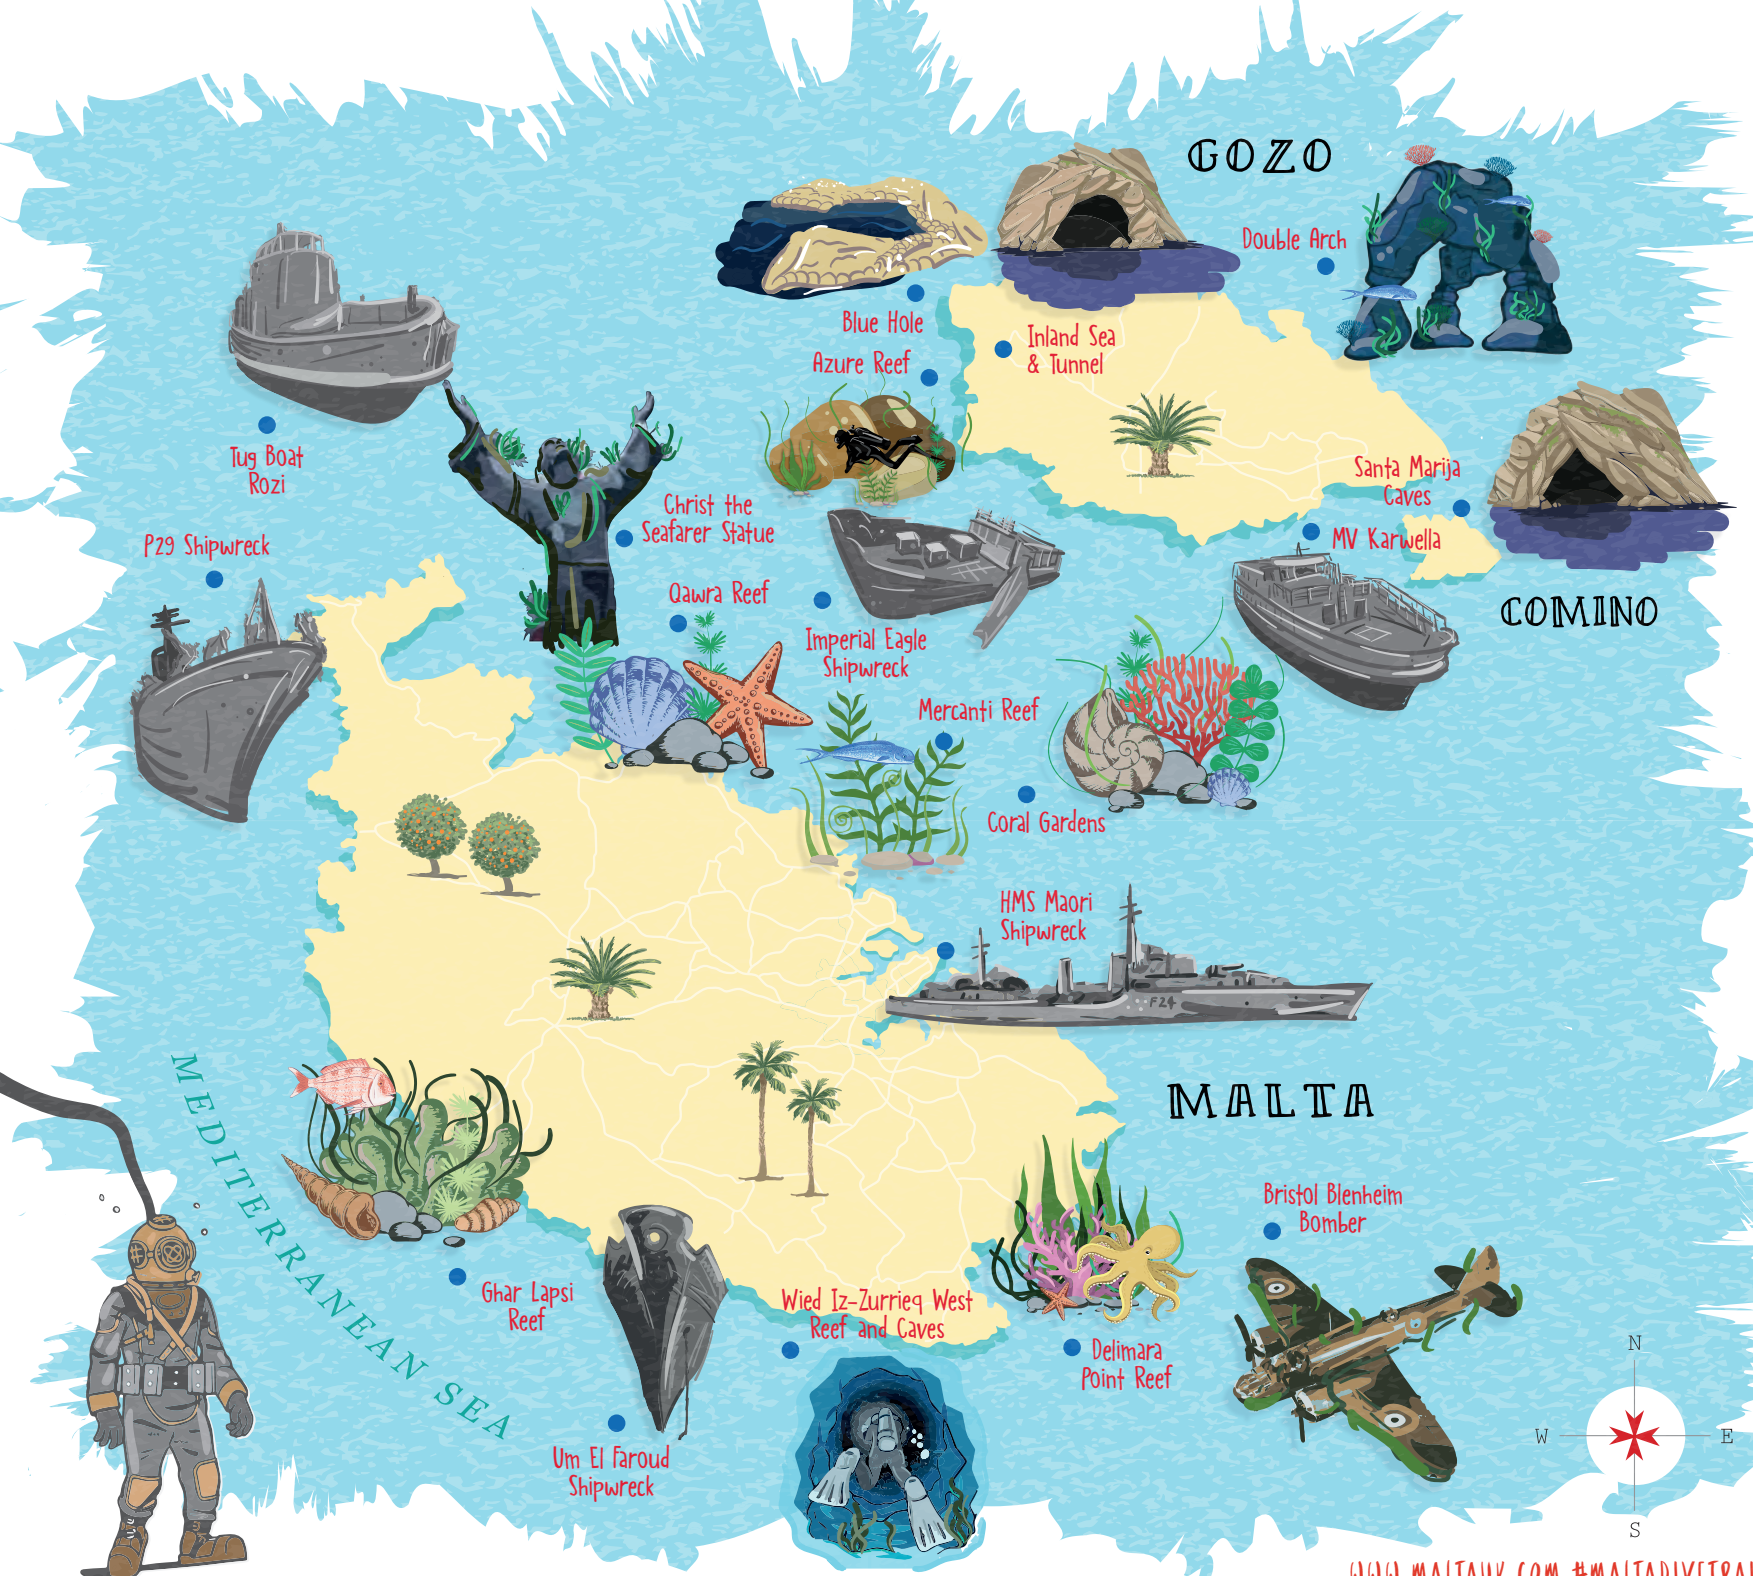 GOZO
Double Arch
Blue Hole
Inland Sea
& Tunnel
Azure Reef
Tug Boat
Rozi
Santa Marija
Caves
Christ the
Seafarer Statue
MV Karwella
P29 Shipwreck
Qawra Reef
COMINO
Imperial Eagle
Shipwreck
Mercanti Reef
Coral Gardens
HMS Maori
Shipwreck
F24
MALTA
MEDITERRANEAN SEA
Bristol Blenheim
Bomber
Ghar Lapsi
Reef
Wied Iz-Zurrieq West
Reef and Caves
Delimara
Point Reef
Um El Faroud
Shipwreck
N
W E
S